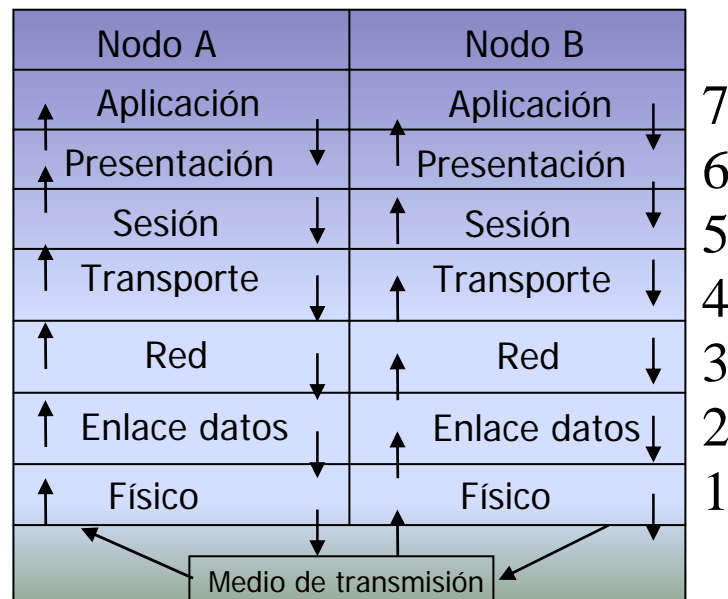 Nodo A Nodo B
Aplicación Aplicación 7
Presentación Presentación 6
Sesión Sesión 5
Transporte Transporte 4
Red Red 3
Enlace datos Enlace datos 2
Físico Físico 1
Medio de transmisión